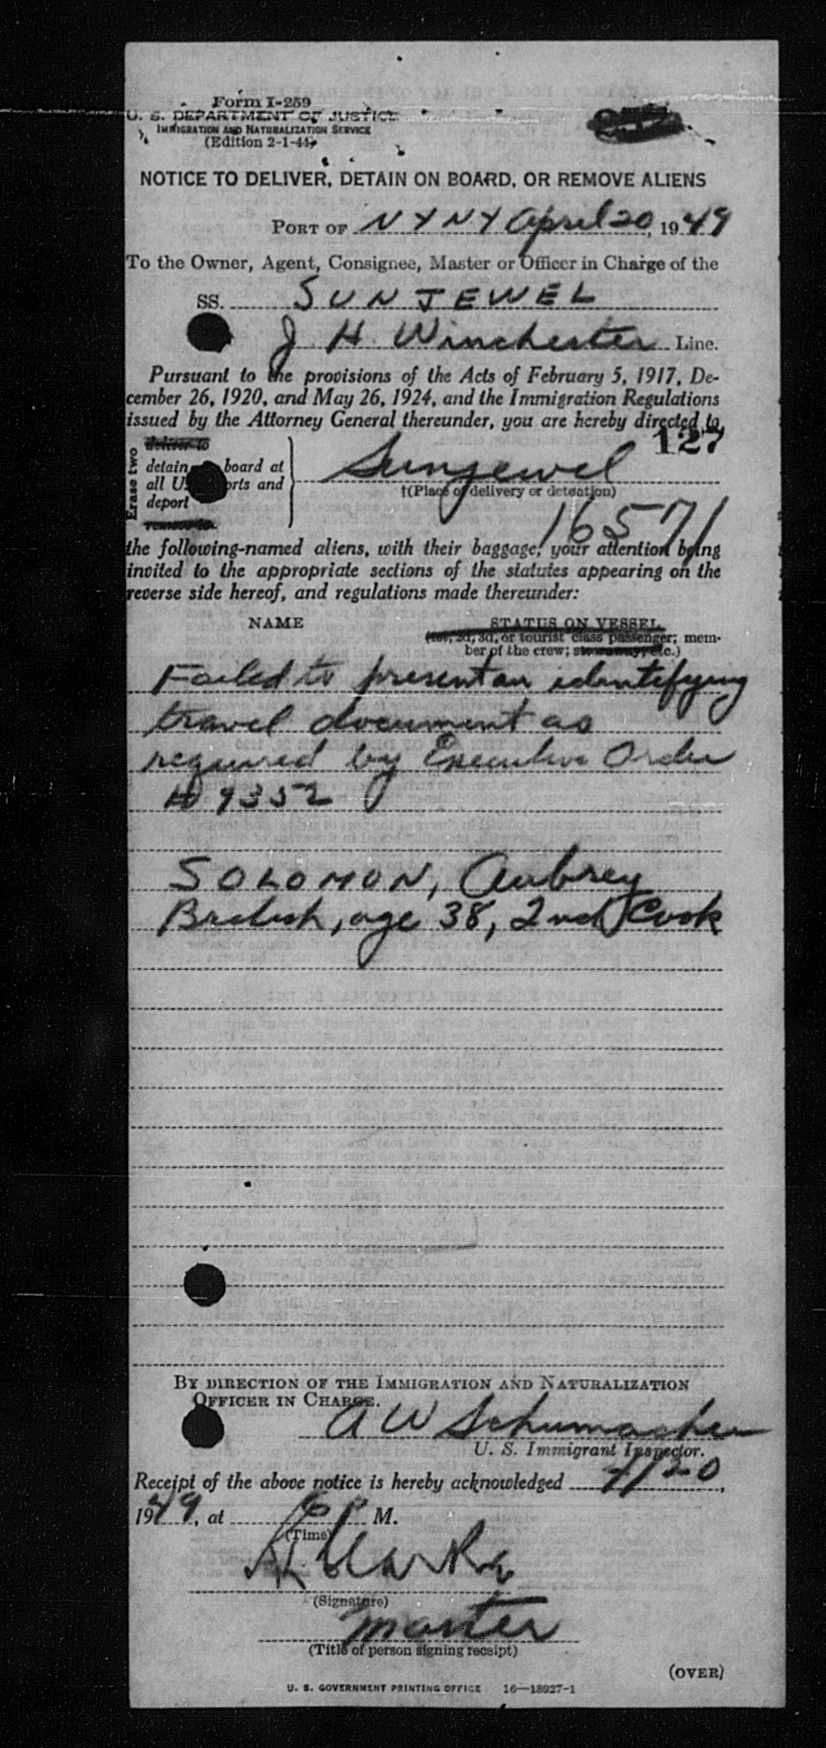 Form I-259
U. S. DEPARTMENT OF JUSTICE
IMMIGRATION AND NATURALIZATION SERVICE
(Edition 2-1-44)
NOTICE TO DELIVER, DETAIN ON BOARD, OR REMOVE ALIENS
PORT OF NYNY April 20, 1949
To the Owner, Agent, Consignee, Master or Officer in Charge of the
SS. SUNJEWEL
J H Winchester Line.
Pursuant to the provisions of the Acts of February 5, 1917, De-
cember 26, 1920, and May 26, 1924, and the Immigration Regulations
issued by the Attorney General thereunder, you are hereby directed to
127
Erase two
deliver to
detain board at
all U orts and
deport
remove to
Sunjewel
†(Place of delivery or detention)
16571
the following-named aliens, with their baggage, your attention being
invited to the appropriate sections of the statutes appearing on the
reverse side hereof, and regulations made thereunder:
NAME STATUS ON VESSEL
(1st, 2d, 3d, or tourist class passenger; mem-
ber of the crew; stowaway, etc.)
Failed to present an identifying
travel document as
required by Executive Order
# 9352
SOLOMON, Aubrey
British, age 38, 2nd Cook
BY DIRECTION OF THE IMMIGRATION AND NATURALIZATION
OFFICER IN CHARGE.
A W Schumacher
U. S. Immigrant Inspector.
Receipt of the above notice is hereby acknowledged 4/20,
1949, at 6 P M.
(Time)
(Signature)
master
(Title of person signing receipt)
(OVER)
U. S. GOVERNMENT PRINTING OFFICE 16—18927-1